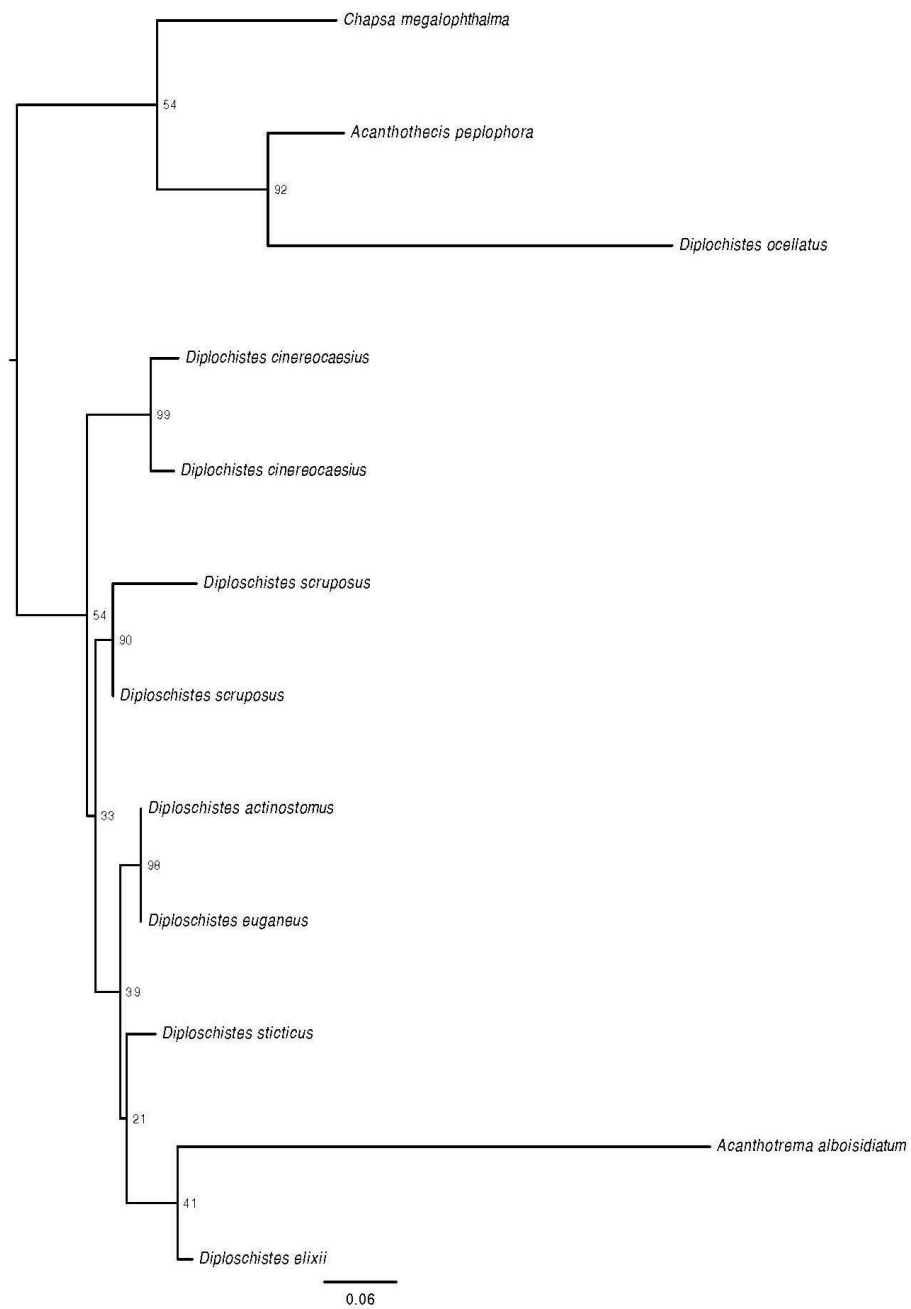 Chapsa megalophthalma
54
Acanthothecis peplophora
92
Diplochistes ocellatus
Diplochistes cinereocaesius
99
Diplochistes cinereocaesius
Diploschistes scruposus
54
90
Diploschistes scruposus
Diploschistes actinostomus
33
98
Diploschistes euganeus
39
Diploschistes sticticus
21
Acanthotrema alboisidiatum
41
Diploschistes elixii
0.06